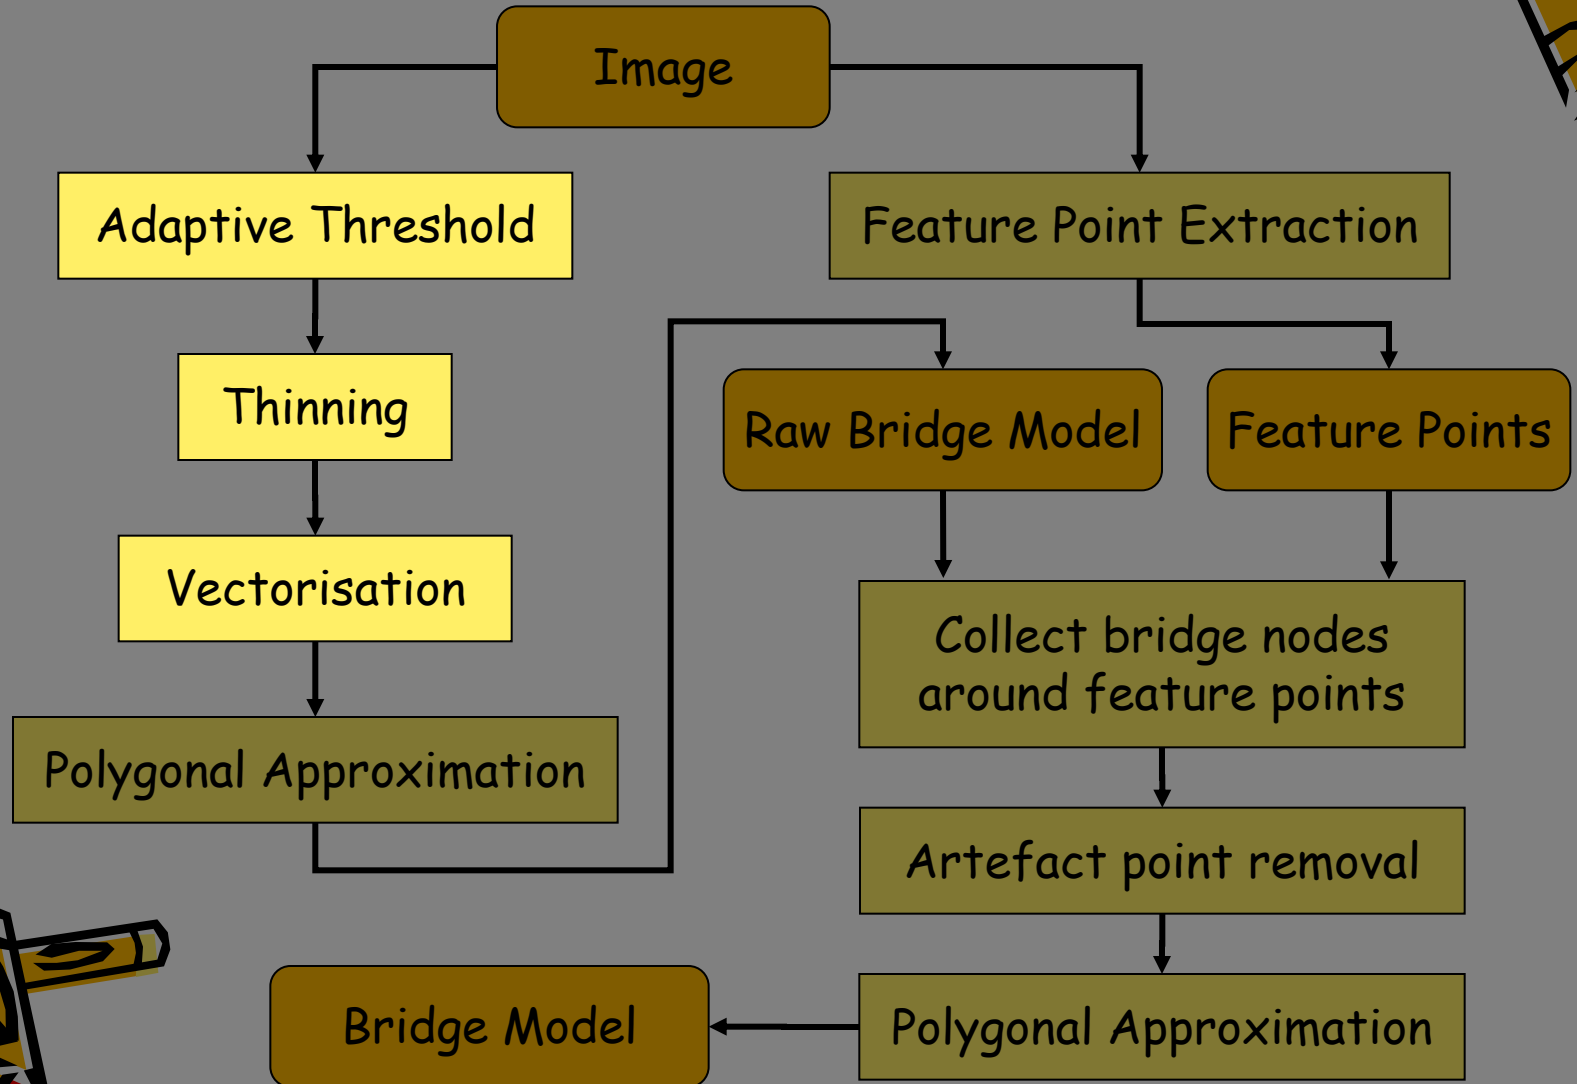 Image
Adaptive Threshold
Feature Point Extraction
Thinning
Raw Bridge Model
Feature Points
Vectorisation
Collect bridge nodes
around feature points
Polygonal Approximation
Artefact point removal
Bridge Model
Polygonal Approximation